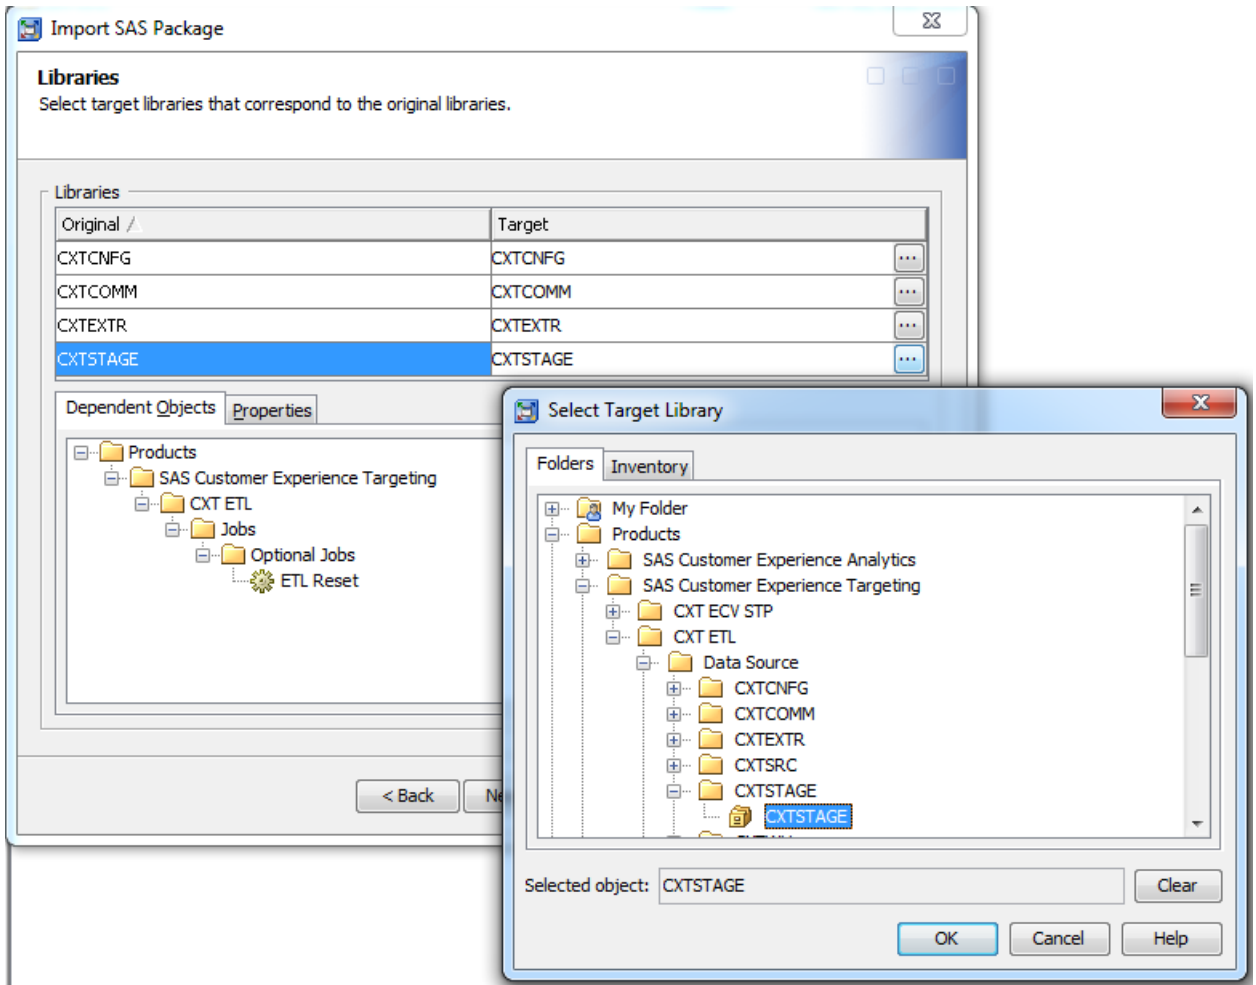 Import SAS Package
Libraries
Select target libraries that correspond to the original libraries.
Libraries
Original Target
CXTCNFG CXTCNFG ...
CXTCOMM CXTCOMM ...
CXTEXTR CXTEXTR ...
CXTSTAGE CXTSTAGE ...
Dependent Objects Properties
Products
SAS Customer Experience Targeting
CXT ETL
Jobs
Optional Jobs
ETL Reset
< Back
Select Target Library
Folders Inventory
My Folder
Products
SAS Customer Experience Analytics
SAS Customer Experience Targeting
CXT ECV STP
CXT ETL
Data Source
CXTCNFG
CXTCOMM
CXTEXTR
CXTSRC
CXTSTAGE
CXTSTAGE
Selected object: CXTSTAGE Clear
OK Cancel Help